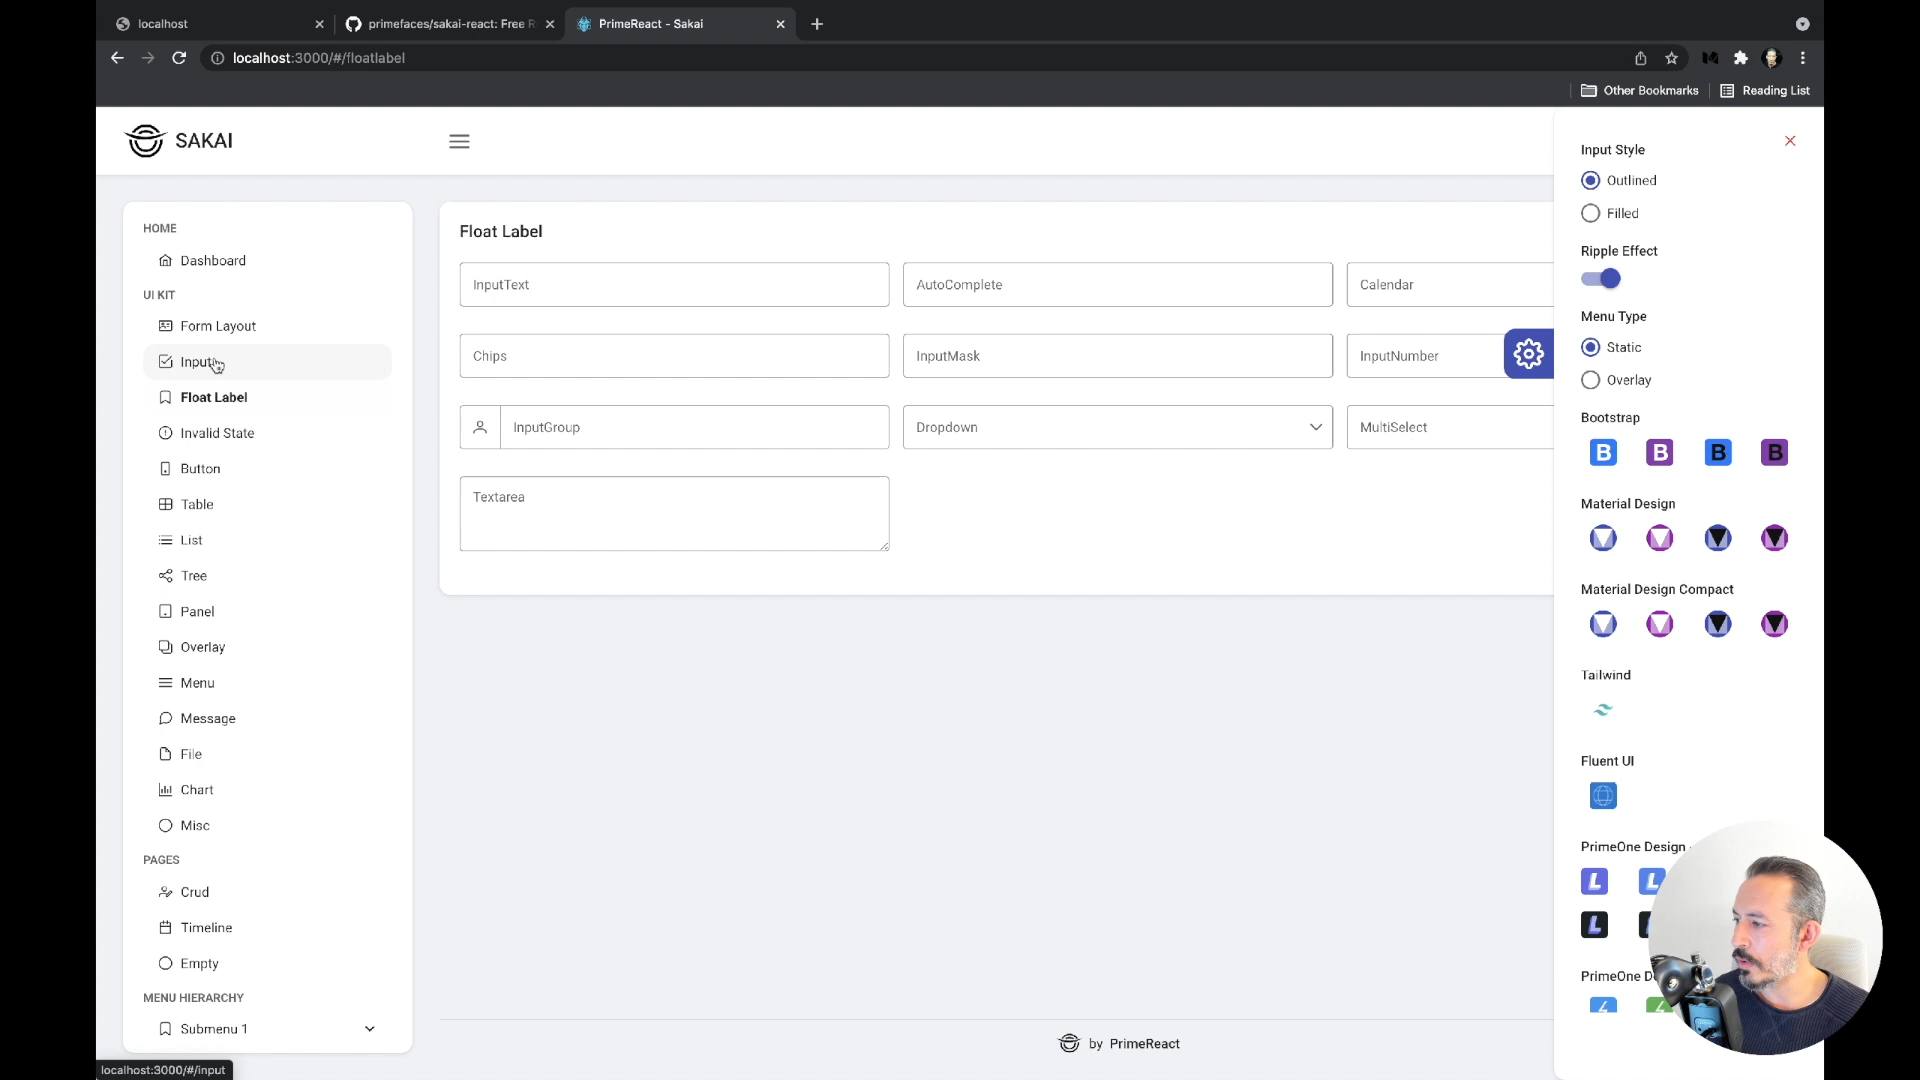 localhost
primefaces/sakai-react: Free R
PrimeReact - Sakai
localhost:3000/#/floatlabel
Other Bookmarks
Reading List
SAKAI
HOME
Dashboard
UI KIT
Form Layout
Input
Float Label
Invalid State
Button
Table
List
Tree
Panel
Overlay
Menu
Message
File
Chart
Misc
PAGES
Crud
Timeline
Empty
MENU HIERARCHY
Submenu 1
localhost:3000/#/input
Float Label
InputText
AutoComplete
Calendar
Chips
InputMask
InputNumber
InputGroup
Dropdown
MultiSelect
Textarea
by PrimeReact
Input Style
Outlined
Filled
Ripple Effect
Menu Type
Static
Overlay
Bootstrap
B B B B
Material Design
Material Design Compact
Tailwind
Fluent UI
PrimeOne Design -
L L
L
PrimeOne D